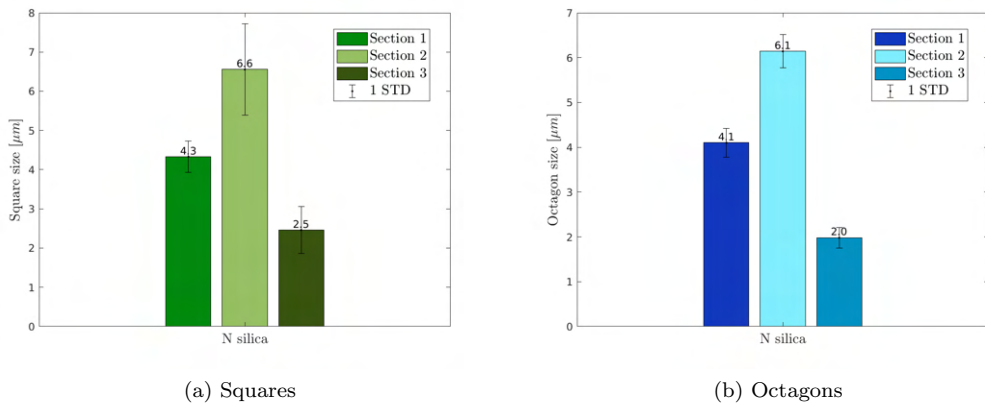 8
7
6
5
4
3
2
1
0
Square size [μm]
6.6
4.3
2.5
Section 1
Section 2
Section 3
1 STD
N silica
(a) Squares
7
6
5
4
3
2
1
0
Octagon size [μm]
6.1
4.1
2.0
Section 1
Section 2
Section 3
1 STD
N silica
(b) Octagons